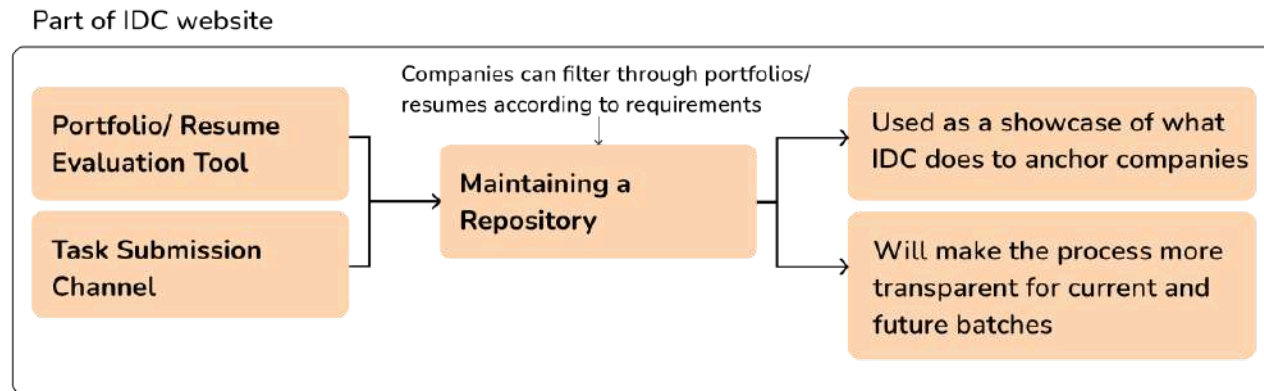 Part of IDC website
Companies can filter through portfolios/
resumes according to requirements
Portfolio/ Resume
Evaluation Tool
Task Submission
Channel
Maintaining a
Repository
Used as a showcase of what
IDC does to anchor companies
Will make the process more
transparent for current and
future batches